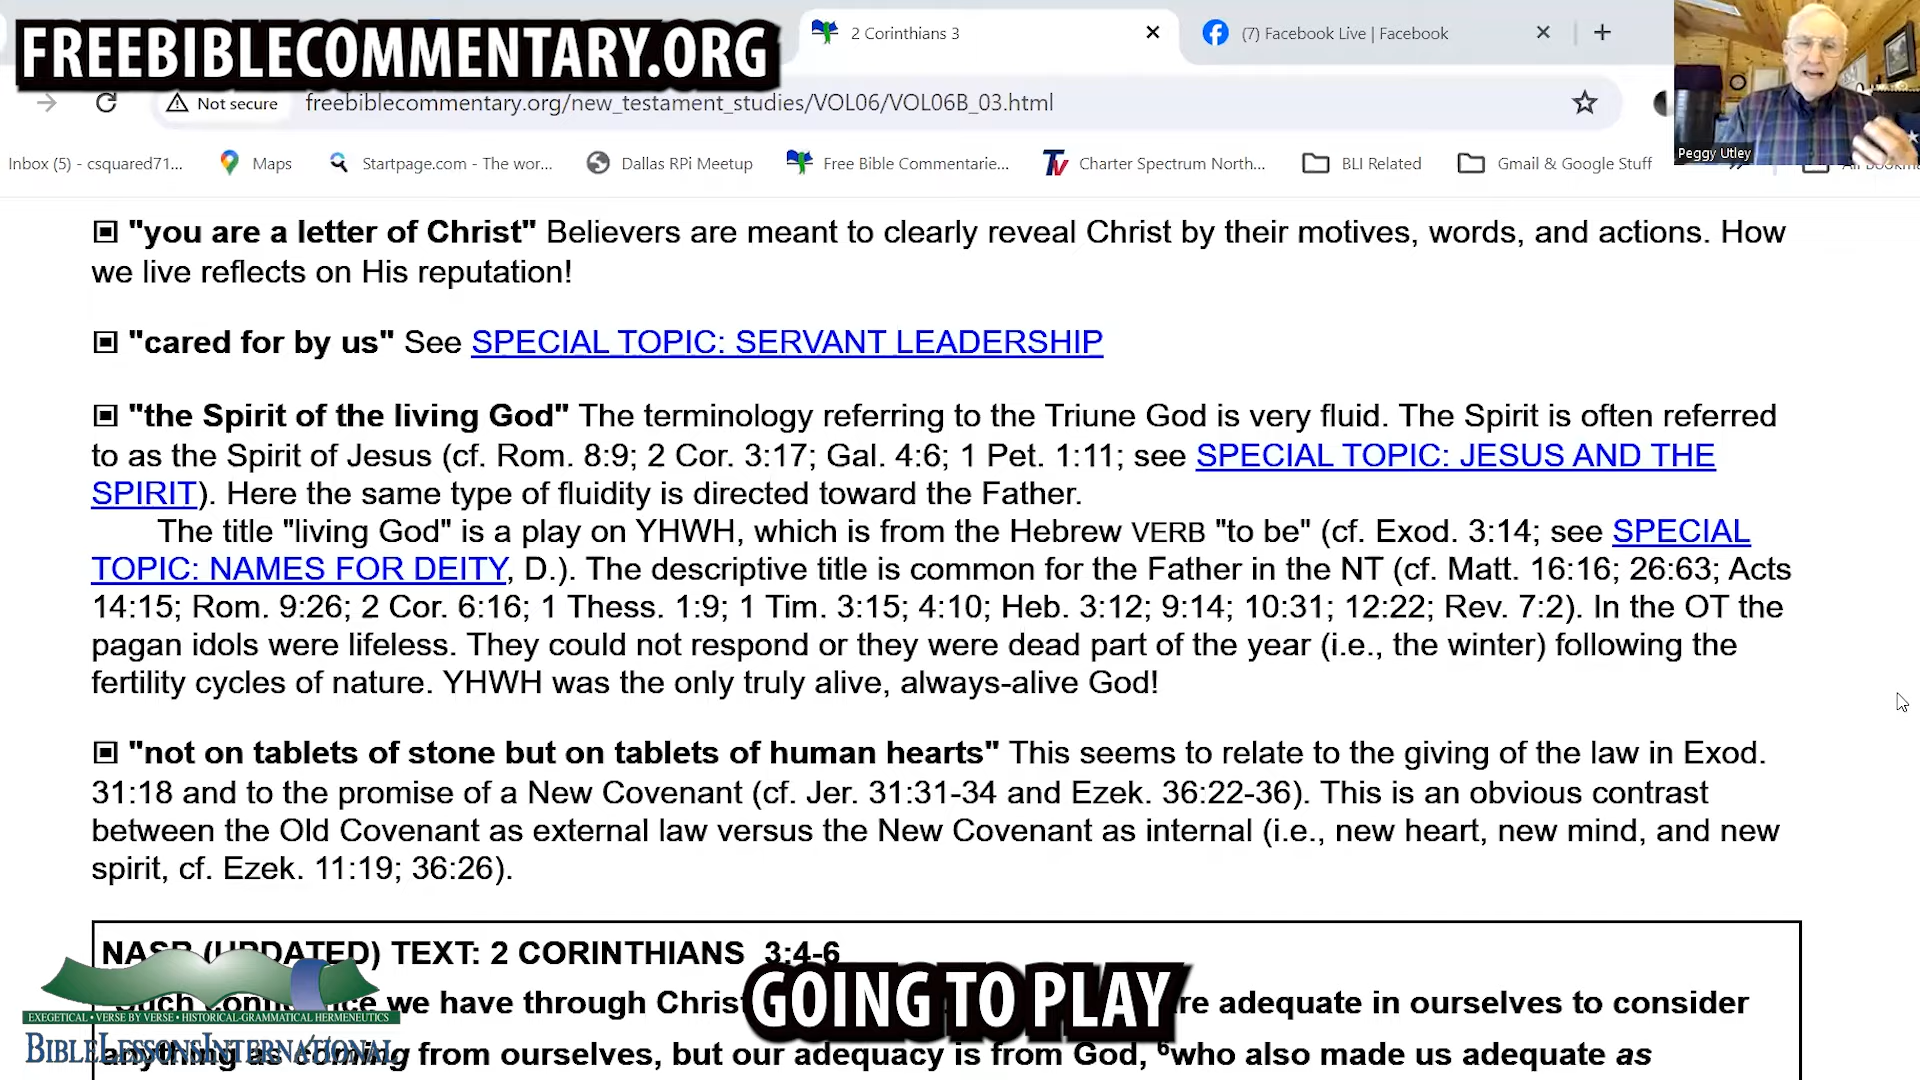 FREEBIBLECOMMENTARY.ORG
2 Corinthians 3
(7) Facebook Live | Facebook
Not secure
freebiblecommentary.org/new_testament_studies/VOL06/VOL06B_03.html
Peggy Utley
Inbox (5) - csquared71...
Maps
Startpage.com - The wor...
Dallas RPi Meetup
Free Bible Commentarie...
Charter Spectrum North...
BLI Related
Gmail & Google Stuff
"you are a letter of Christ" Believers are meant to clearly reveal Christ by their motives, words, and actions. How
we live reflects on His reputation!
"cared for by us" See SPECIAL TOPIC: SERVANT LEADERSHIP
"the Spirit of the living God" The terminology referring to the Triune God is very fluid. The Spirit is often referred
to as the Spirit of Jesus (cf. Rom. 8:9; 2 Cor. 3:17; Gal. 4:6; 1 Pet. 1:11; see SPECIAL TOPIC: JESUS AND THE
SPIRIT). Here the same type of fluidity is directed toward the Father.
The title "living God" is a play on YHWH, which is from the Hebrew VERB "to be" (cf. Exod. 3:14; see SPECIAL
TOPIC: NAMES FOR DEITY, D.). The descriptive title is common for the Father in the NT (cf. Matt. 16:16; 26:63; Acts
14:15; Rom. 9:26; 2 Cor. 6:16; 1 Thess. 1:9; 1 Tim. 3:15; 4:10; Heb. 3:12; 9:14; 10:31; 12:22; Rev. 7:2). In the OT the
pagan idols were lifeless. They could not respond or they were dead part of the year (i.e., the winter) following the
fertility cycles of nature. YHWH was the only truly alive, always-alive God!
"not on tablets of stone but on tablets of human hearts" This seems to relate to the giving of the law in Exod.
31:18 and to the promise of a New Covenant (cf. Jer. 31:31-34 and Ezek. 36:22-36). This is an obvious contrast
between the Old Covenant as external law versus the New Covenant as internal (i.e., new heart, new mind, and new
spirit, cf. Ezek. 11:19; 36:26).
NASB (UPDATED) TEXT: 2 CORINTHIANS 3:4-6
we have through Christ
adequate in ourselves to consider
GOING TO PLAY
anything as coming from ourselves, but our adequacy is from God, 6who also made us adequate as
EXEGETICAL • VERSE BY VERSE • HISTORICAL-GRAMMATICAL HERMENEUTICS
BIBLELESSONSINTERNATIONAL